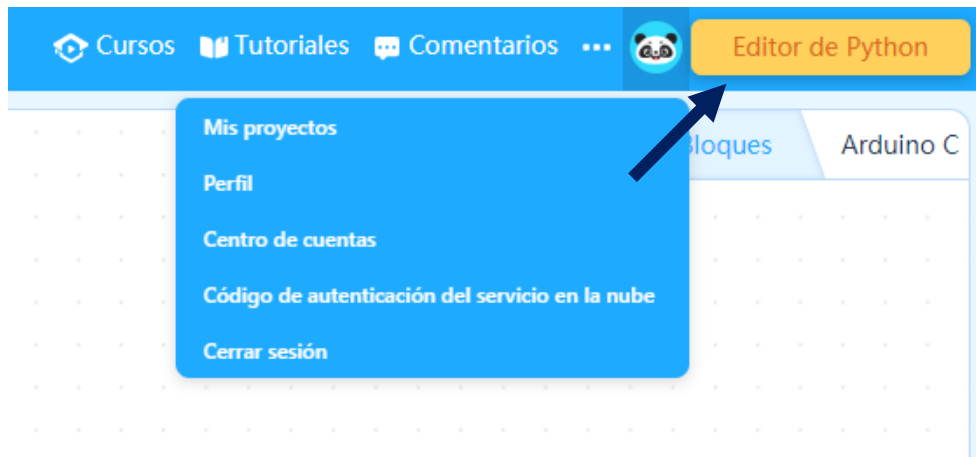 Cursos Tutoriales Comentarios ... Editor de Python
Mis proyectos
Perfil
Centro de cuentas
Código de autenticación del servicio en la nube
Cerrar sesión
Bloques Arduino C